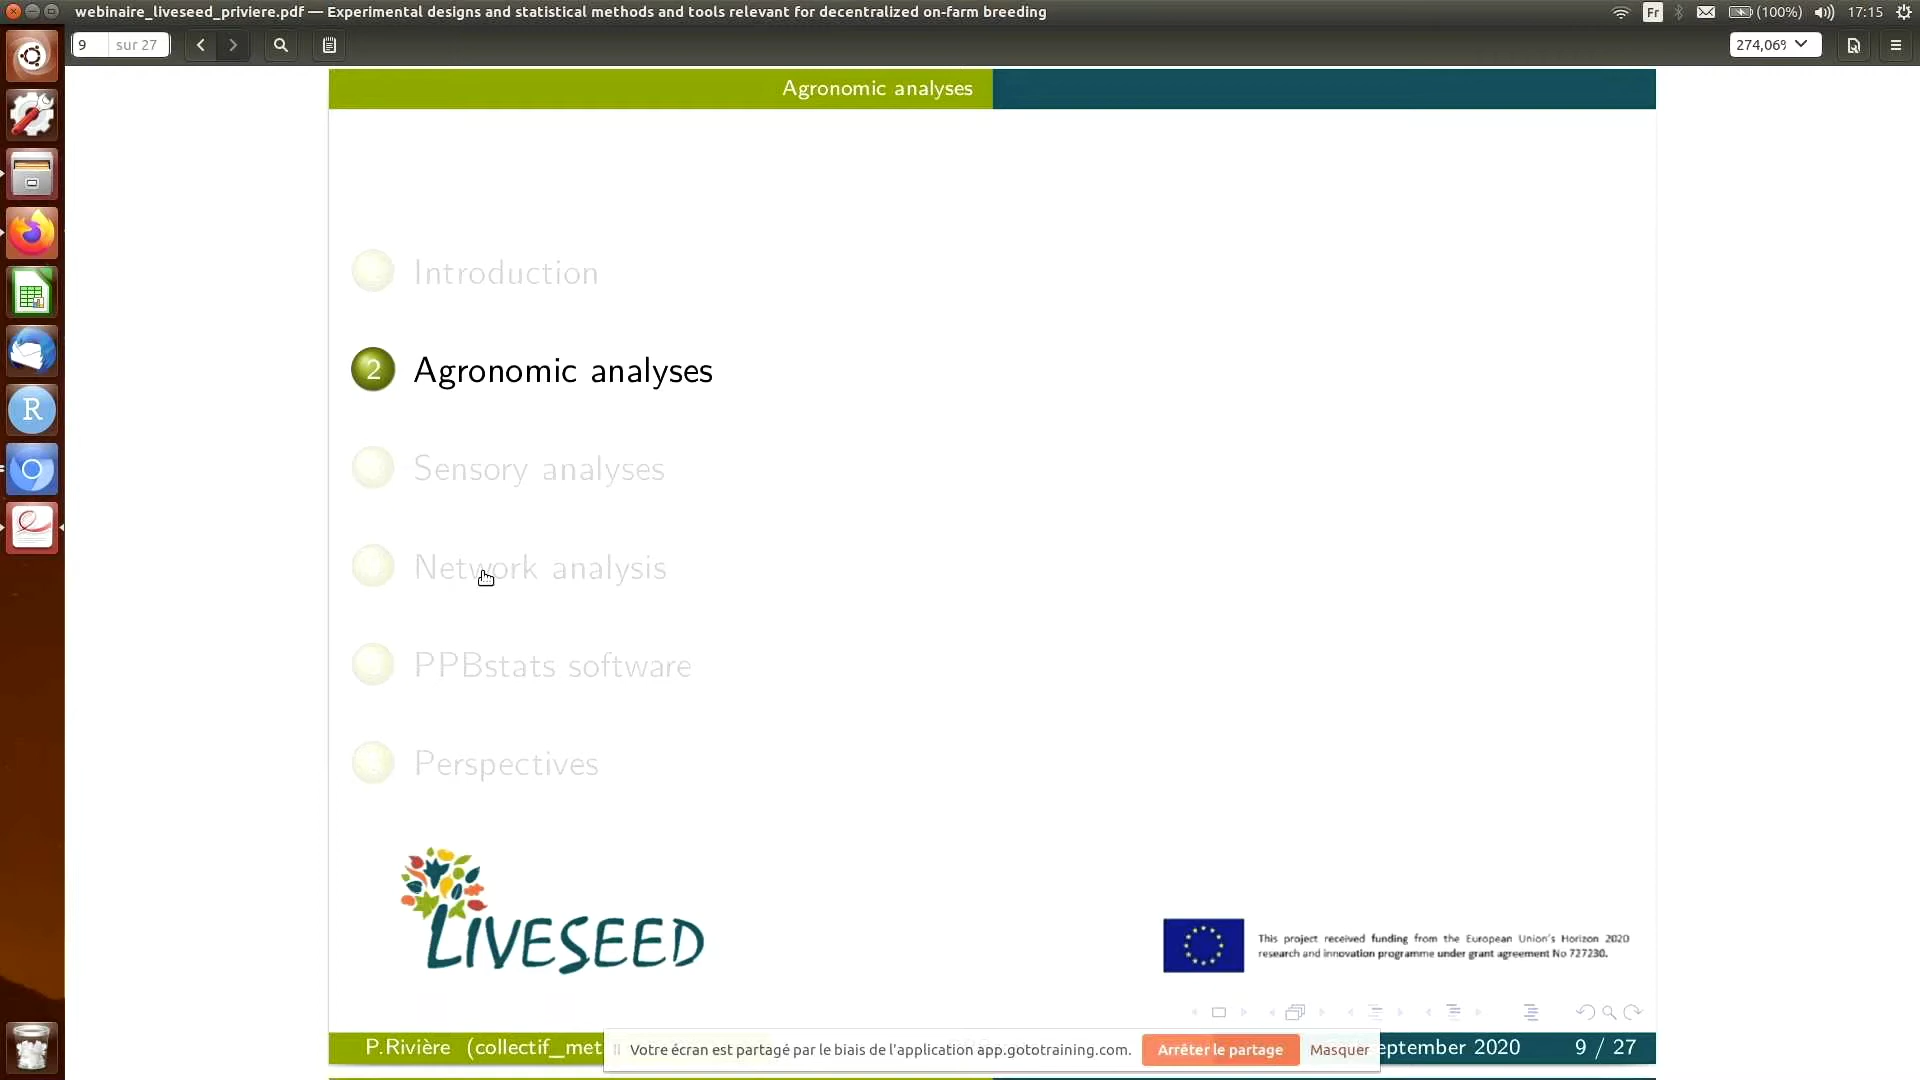 webinaire_liveseed_priviere.pdf — Experimental designs and statistical methods and tools relevant for decentralized on-farm breeding
Fr
(100%)
17:15
9
sur 27
274,06%
Agronomic analyses
Introduction
2 Agronomic analyses
Sensory analyses
Network analysis
PPBstats software
Perspectives
R
LIVESEED
This project received funding from the European Union's Horizon 2020
research and innovation programme under grant agreement No 727230.
P.Rivière (collectif_met
Votre écran est partagé par le biais de l'application app.gototraining.com.
Arrêter le partage
Masquer
eptember 2020
9 / 27